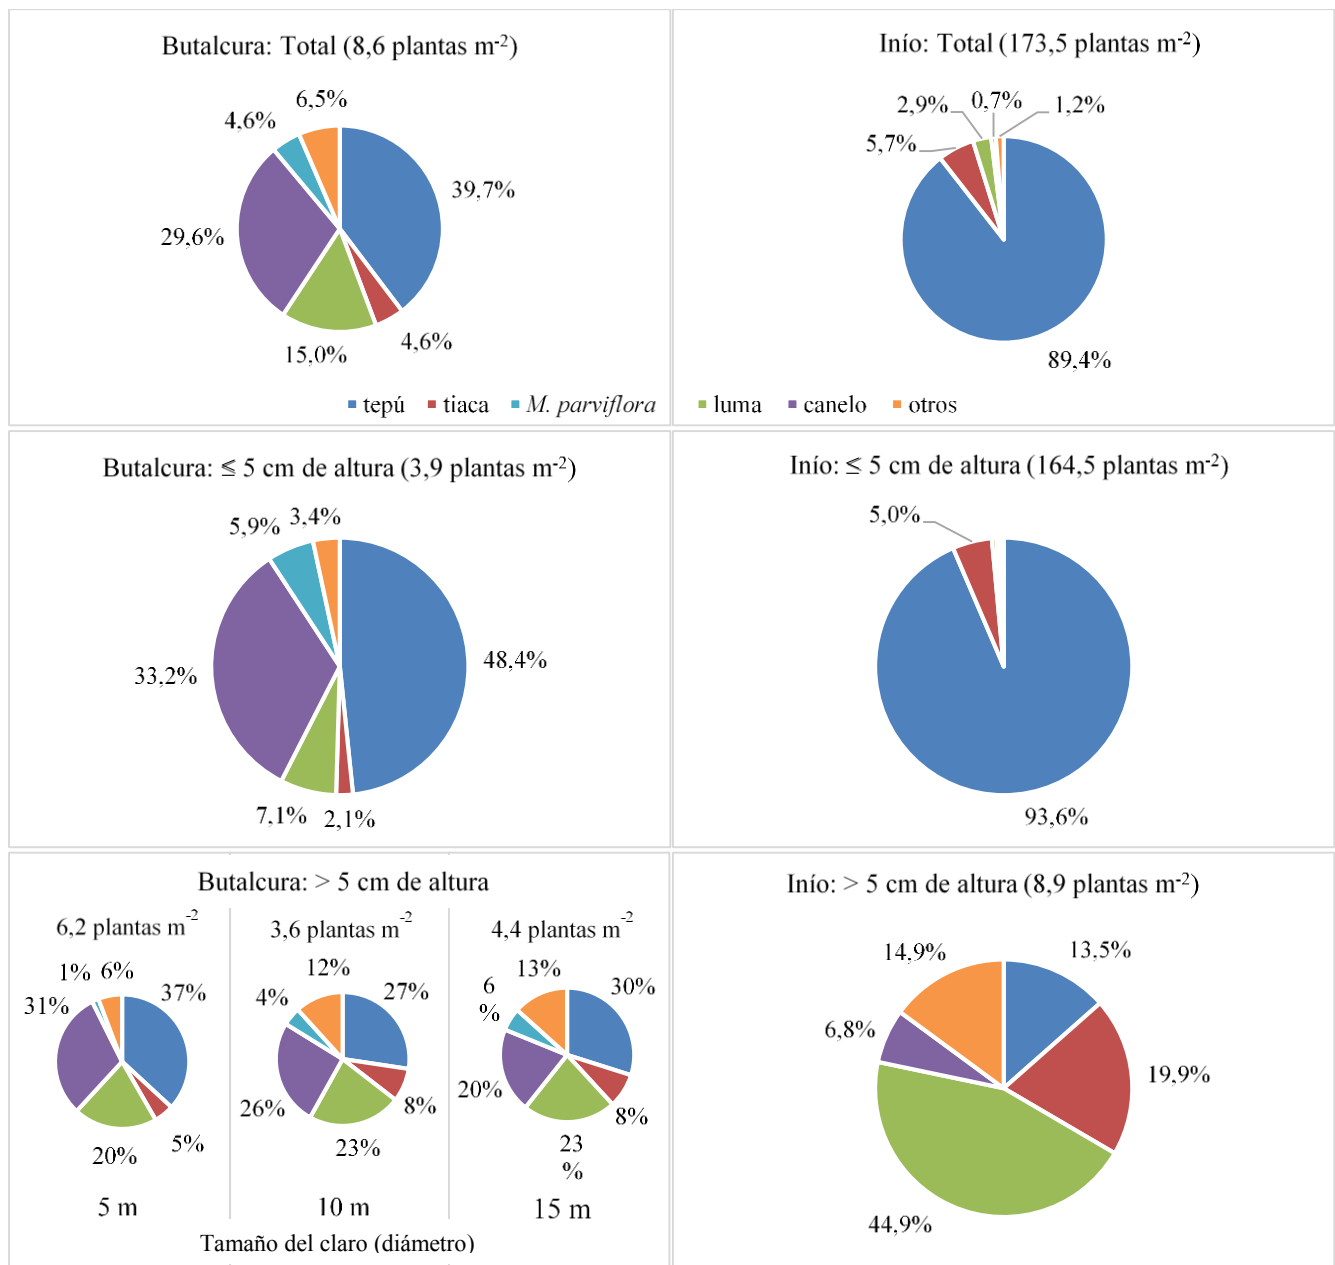 Butalcura: Total (8,6 plantas m-2)
6,5%
4,6%
39,7%
29,6%
4,6%
15,0%
tepú tiaca M. parviflora
Inío: Total (173,5 plantas m-2)
2,9% 0,7% 1,2%
5,7%
89,4%
luma canelo otros
Butalcura: ≤ 5 cm de altura (3,9 plantas m-2)
5,9% 3,4%
48,4%
33,2%
7,1% 2,1%
Inío: ≤ 5 cm de altura (164,5 plantas m-2)
5,0%
93,6%
Butalcura: > 5 cm de altura
6,2 plantas m-2
1% 6%
31% 37%
20% 5%
5 m
3,6 plantas m-2
12%
4% 27%
26% 8%
23%
10 m
4,4 plantas m-2
13%
6
%
30%
20%
8%
23
%
15 m
Tamaño del claro (diámetro)
Inío: > 5 cm de altura (8,9 plantas m-2)
14,9% 13,5%
6,8%
19,9%
44,9%